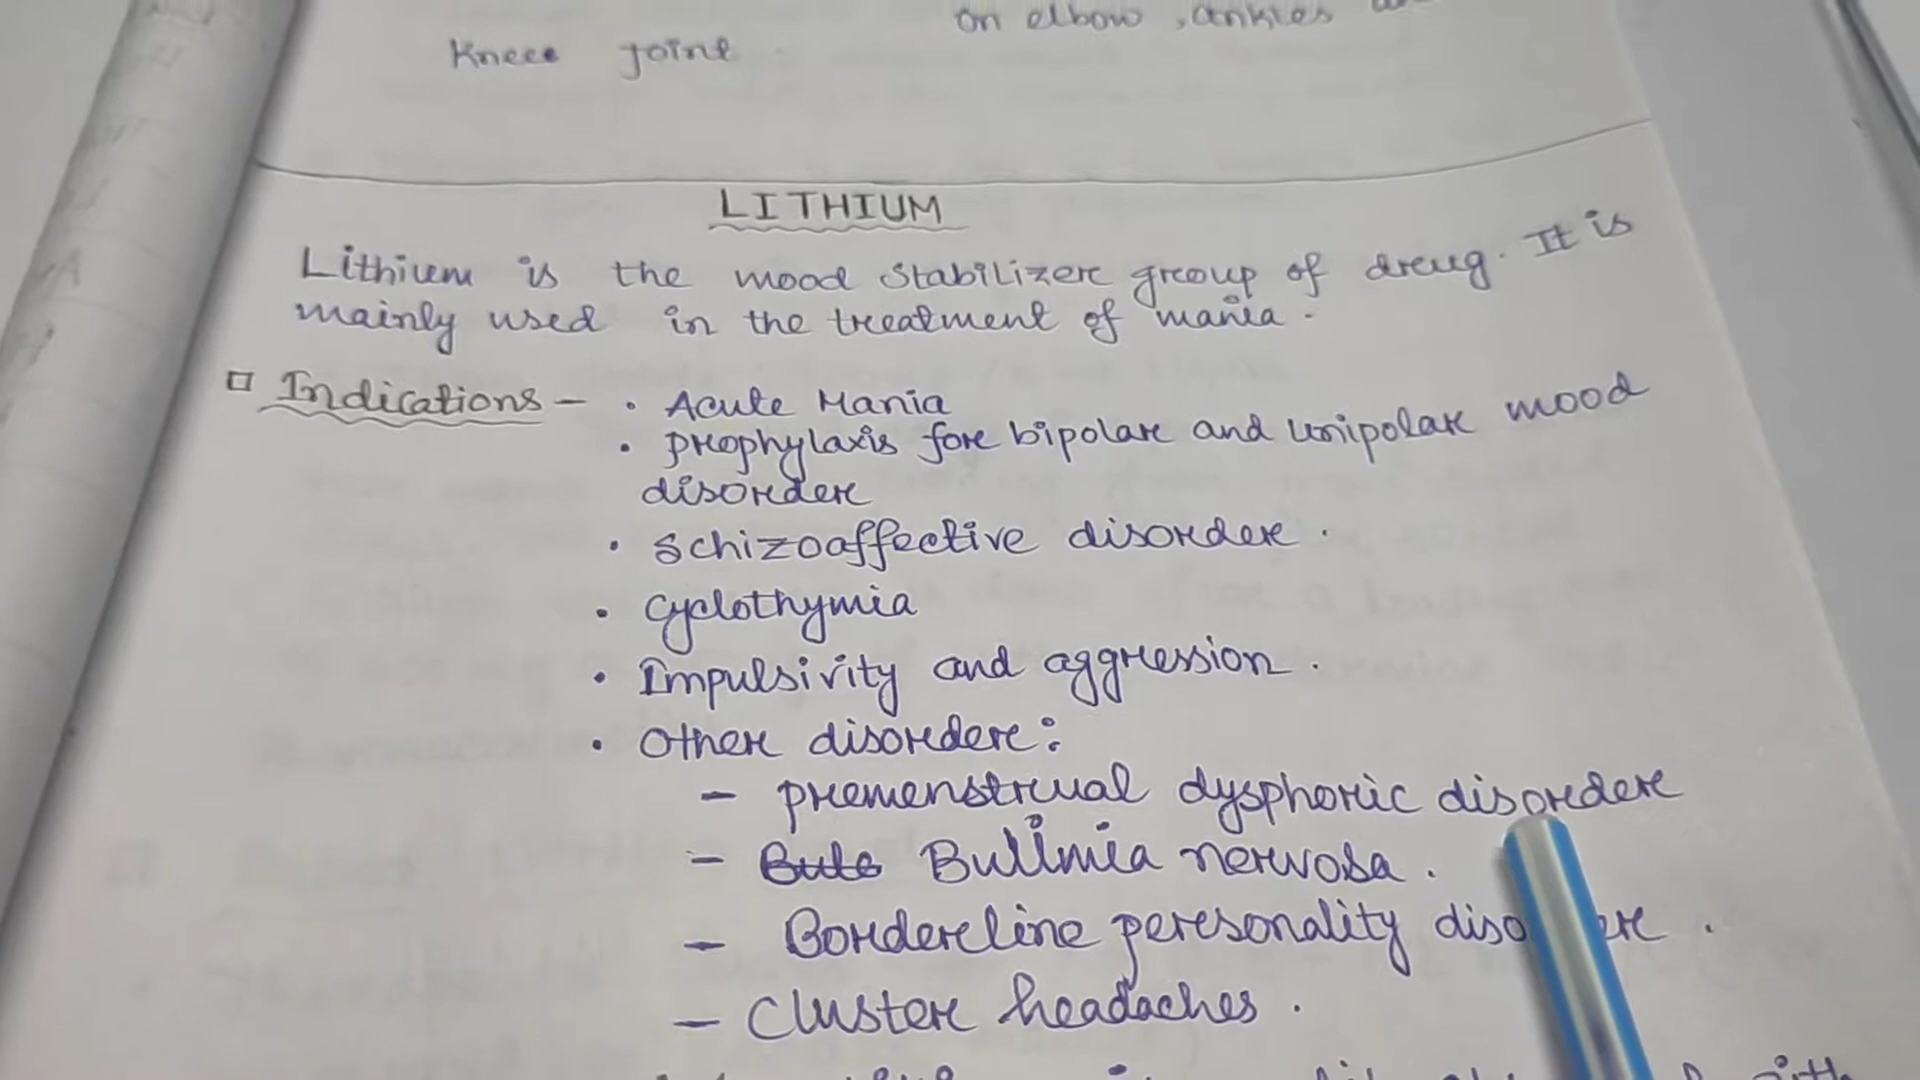 on elbow, ankles
Knee joint
LITHIUM
Lithium is the mood stabilizer group of drug. It is
mainly used in the treatment of mania.
Indications - • Acute Mania
• prophylaxis for bipolar and unipolar mood
disorder
• schizoaffective disorder.
• cyclothymia
• Impulsivity and aggression.
• other disorder:
- premenstrual dysphoric disorder
- Bulimia nervosa.
- Borderline personality disorder.
- cluster headaches.